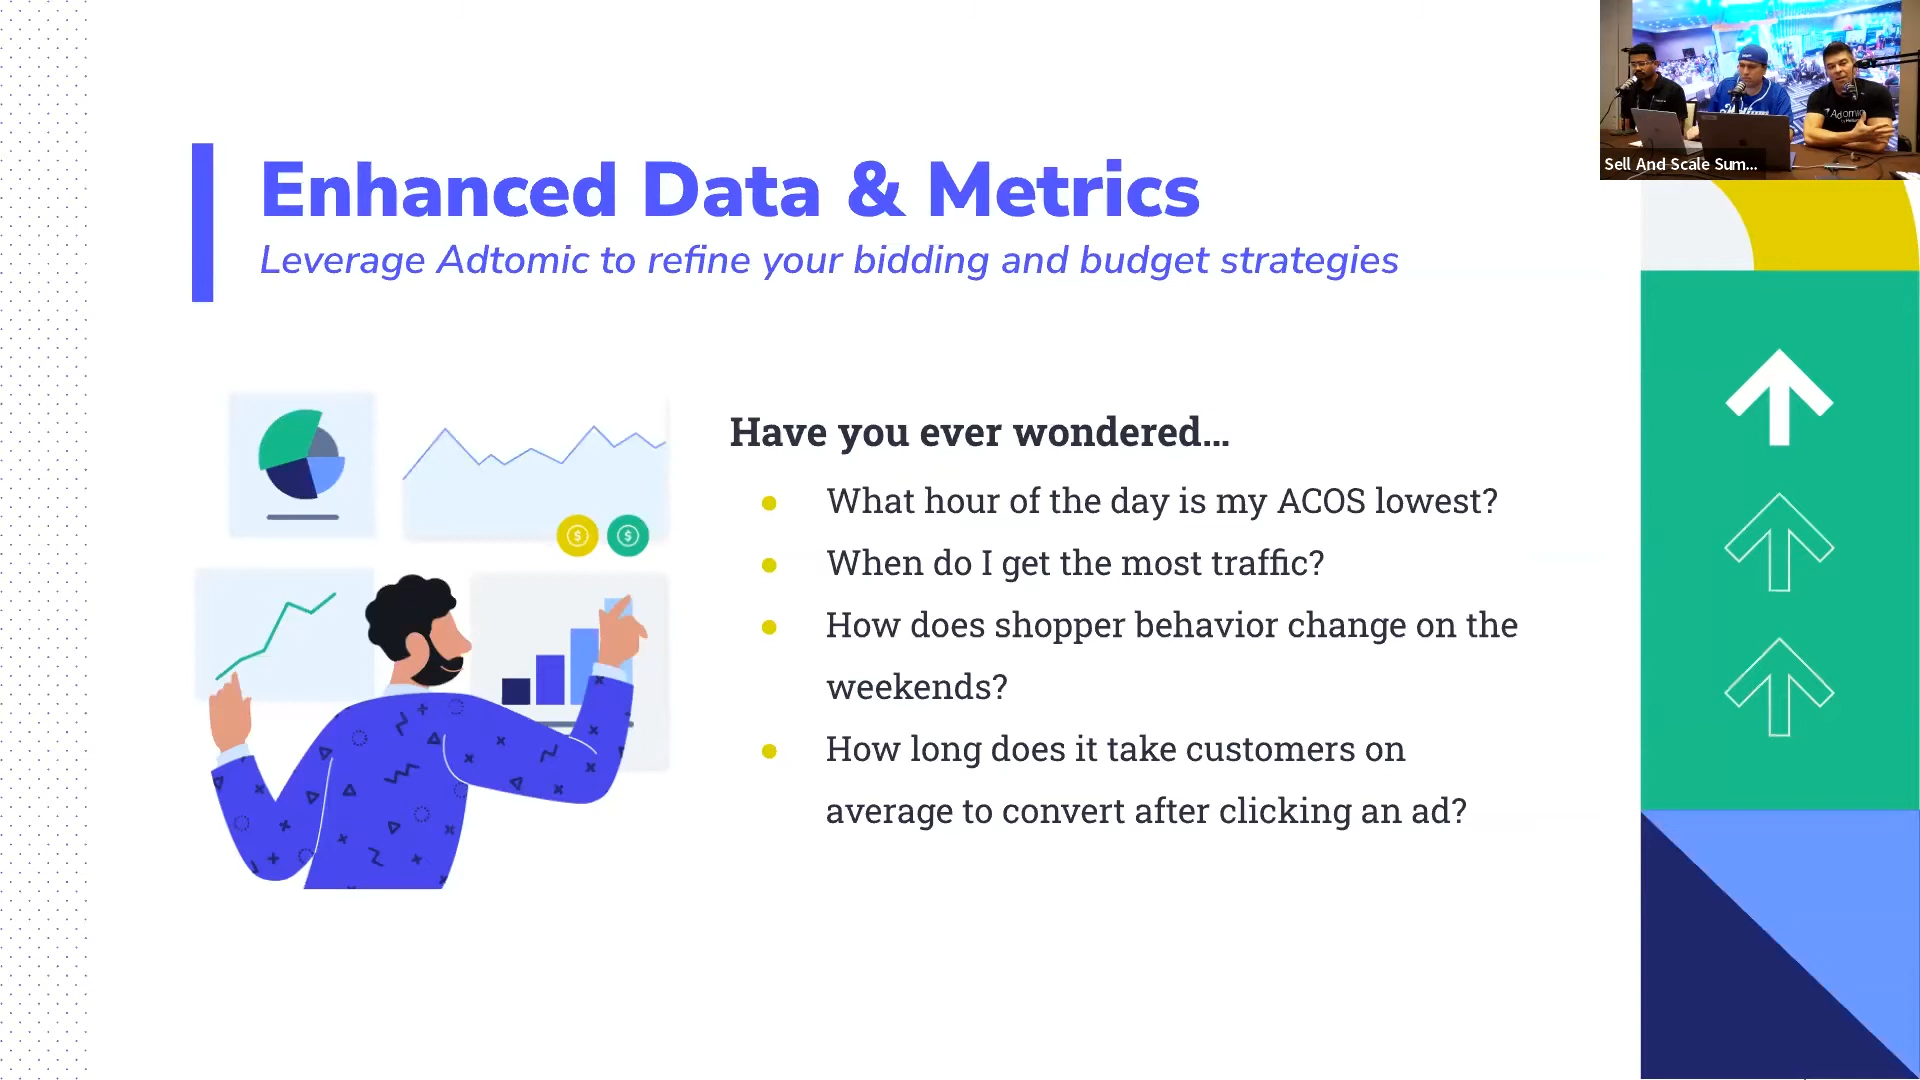 Enhanced Data & Metrics
Leverage Adtomic to refine your bidding and budget strategies
Have you ever wondered...
What hour of the day is my ACOS lowest?
When do I get the most traffic?
How does shopper behavior change on the
weekends?
How long does it take customers on
average to convert after clicking an ad?
Sell And Scale Sum...
Adtomic